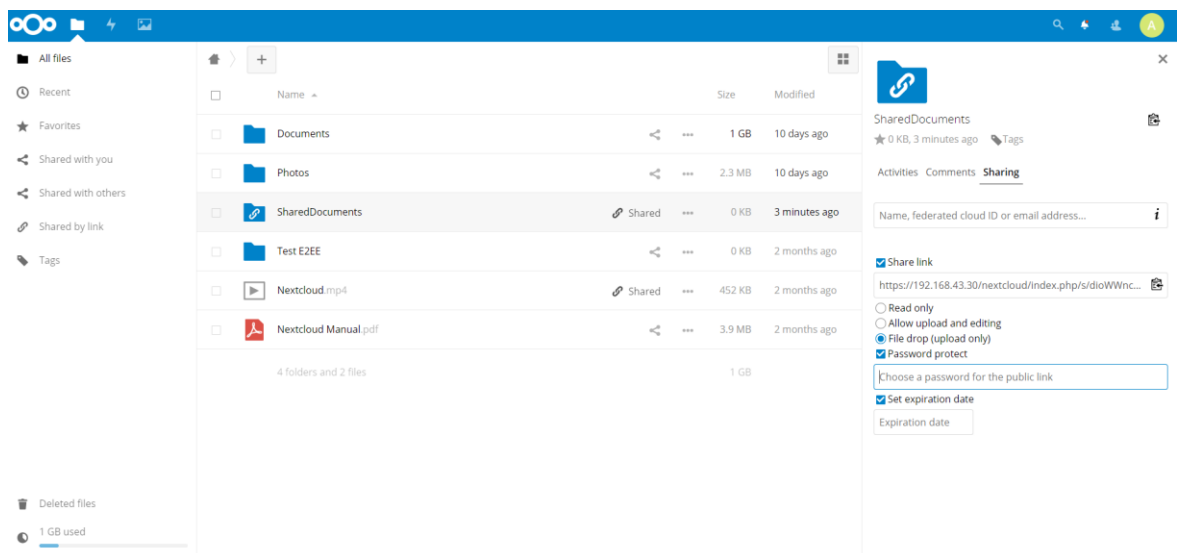 A
All files
Recent
Favorites
Shared with you
Shared with others
Shared by link
Tags
Deleted files
1 GB used
Name Size Modified
Documents 1 GB 10 days ago
Photos 2.3 MB 10 days ago
SharedDocuments Shared 0 KB 3 minutes ago
Test E2EE 0 KB 2 months ago
Nextcloud.mp4 Shared 452 KB 2 months ago
Nextcloud Manual.pdf 3.9 MB 2 months ago
4 folders and 2 files 1 GB
SharedDocuments
0 KB, 3 minutes ago Tags
Activities Comments Sharing
Name, federated cloud ID or email address... i
Share link
https://192.168.43.30/nextcloud/index.php/s/dioWWnc...
Read only
Allow upload and editing
File drop (upload only)
Password protect
Choose a password for the public link
Set expiration date
Expiration date